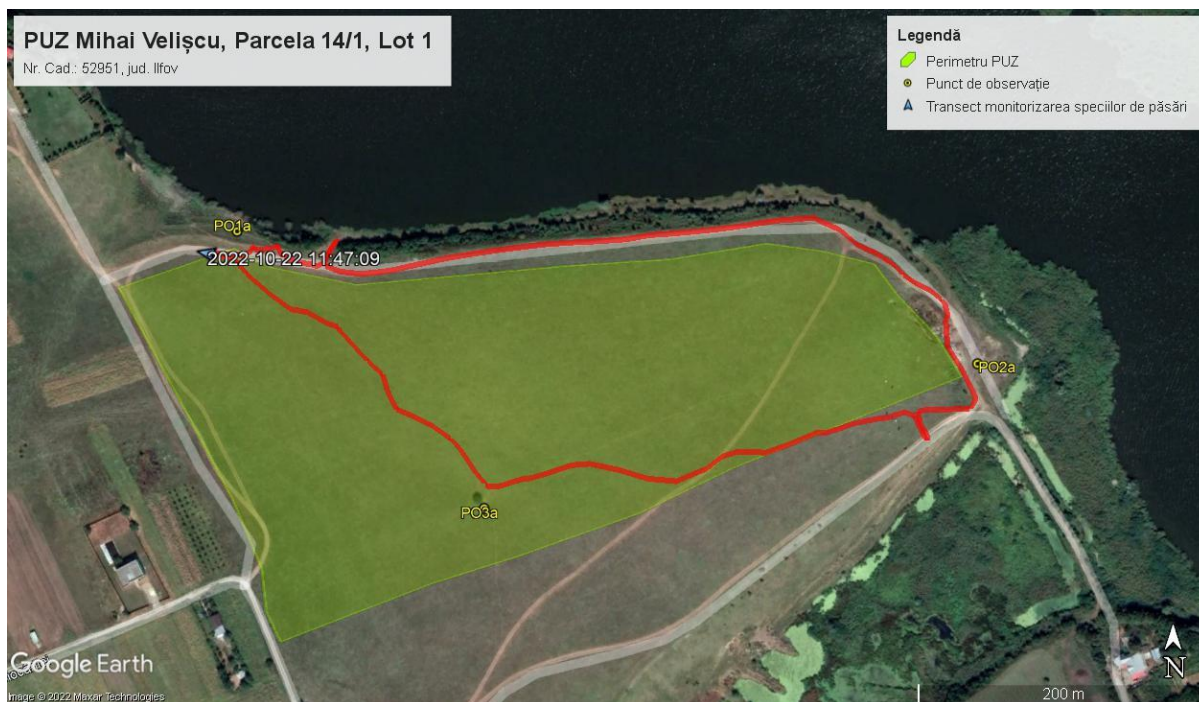 PUZ Mihai Velișcu, Parcela 14/1, Lot 1
Nr. Cad.: 52951, jud. Ilfov
Legendă
Perimetru PUZ
Punct de observație
Transect monitorizarea speciilor de păsări
PO1a
2022-10-22 11:47:09
PO2a
PO3a
Google Earth
Image © 2022 Maxar Technologies
200 m
N